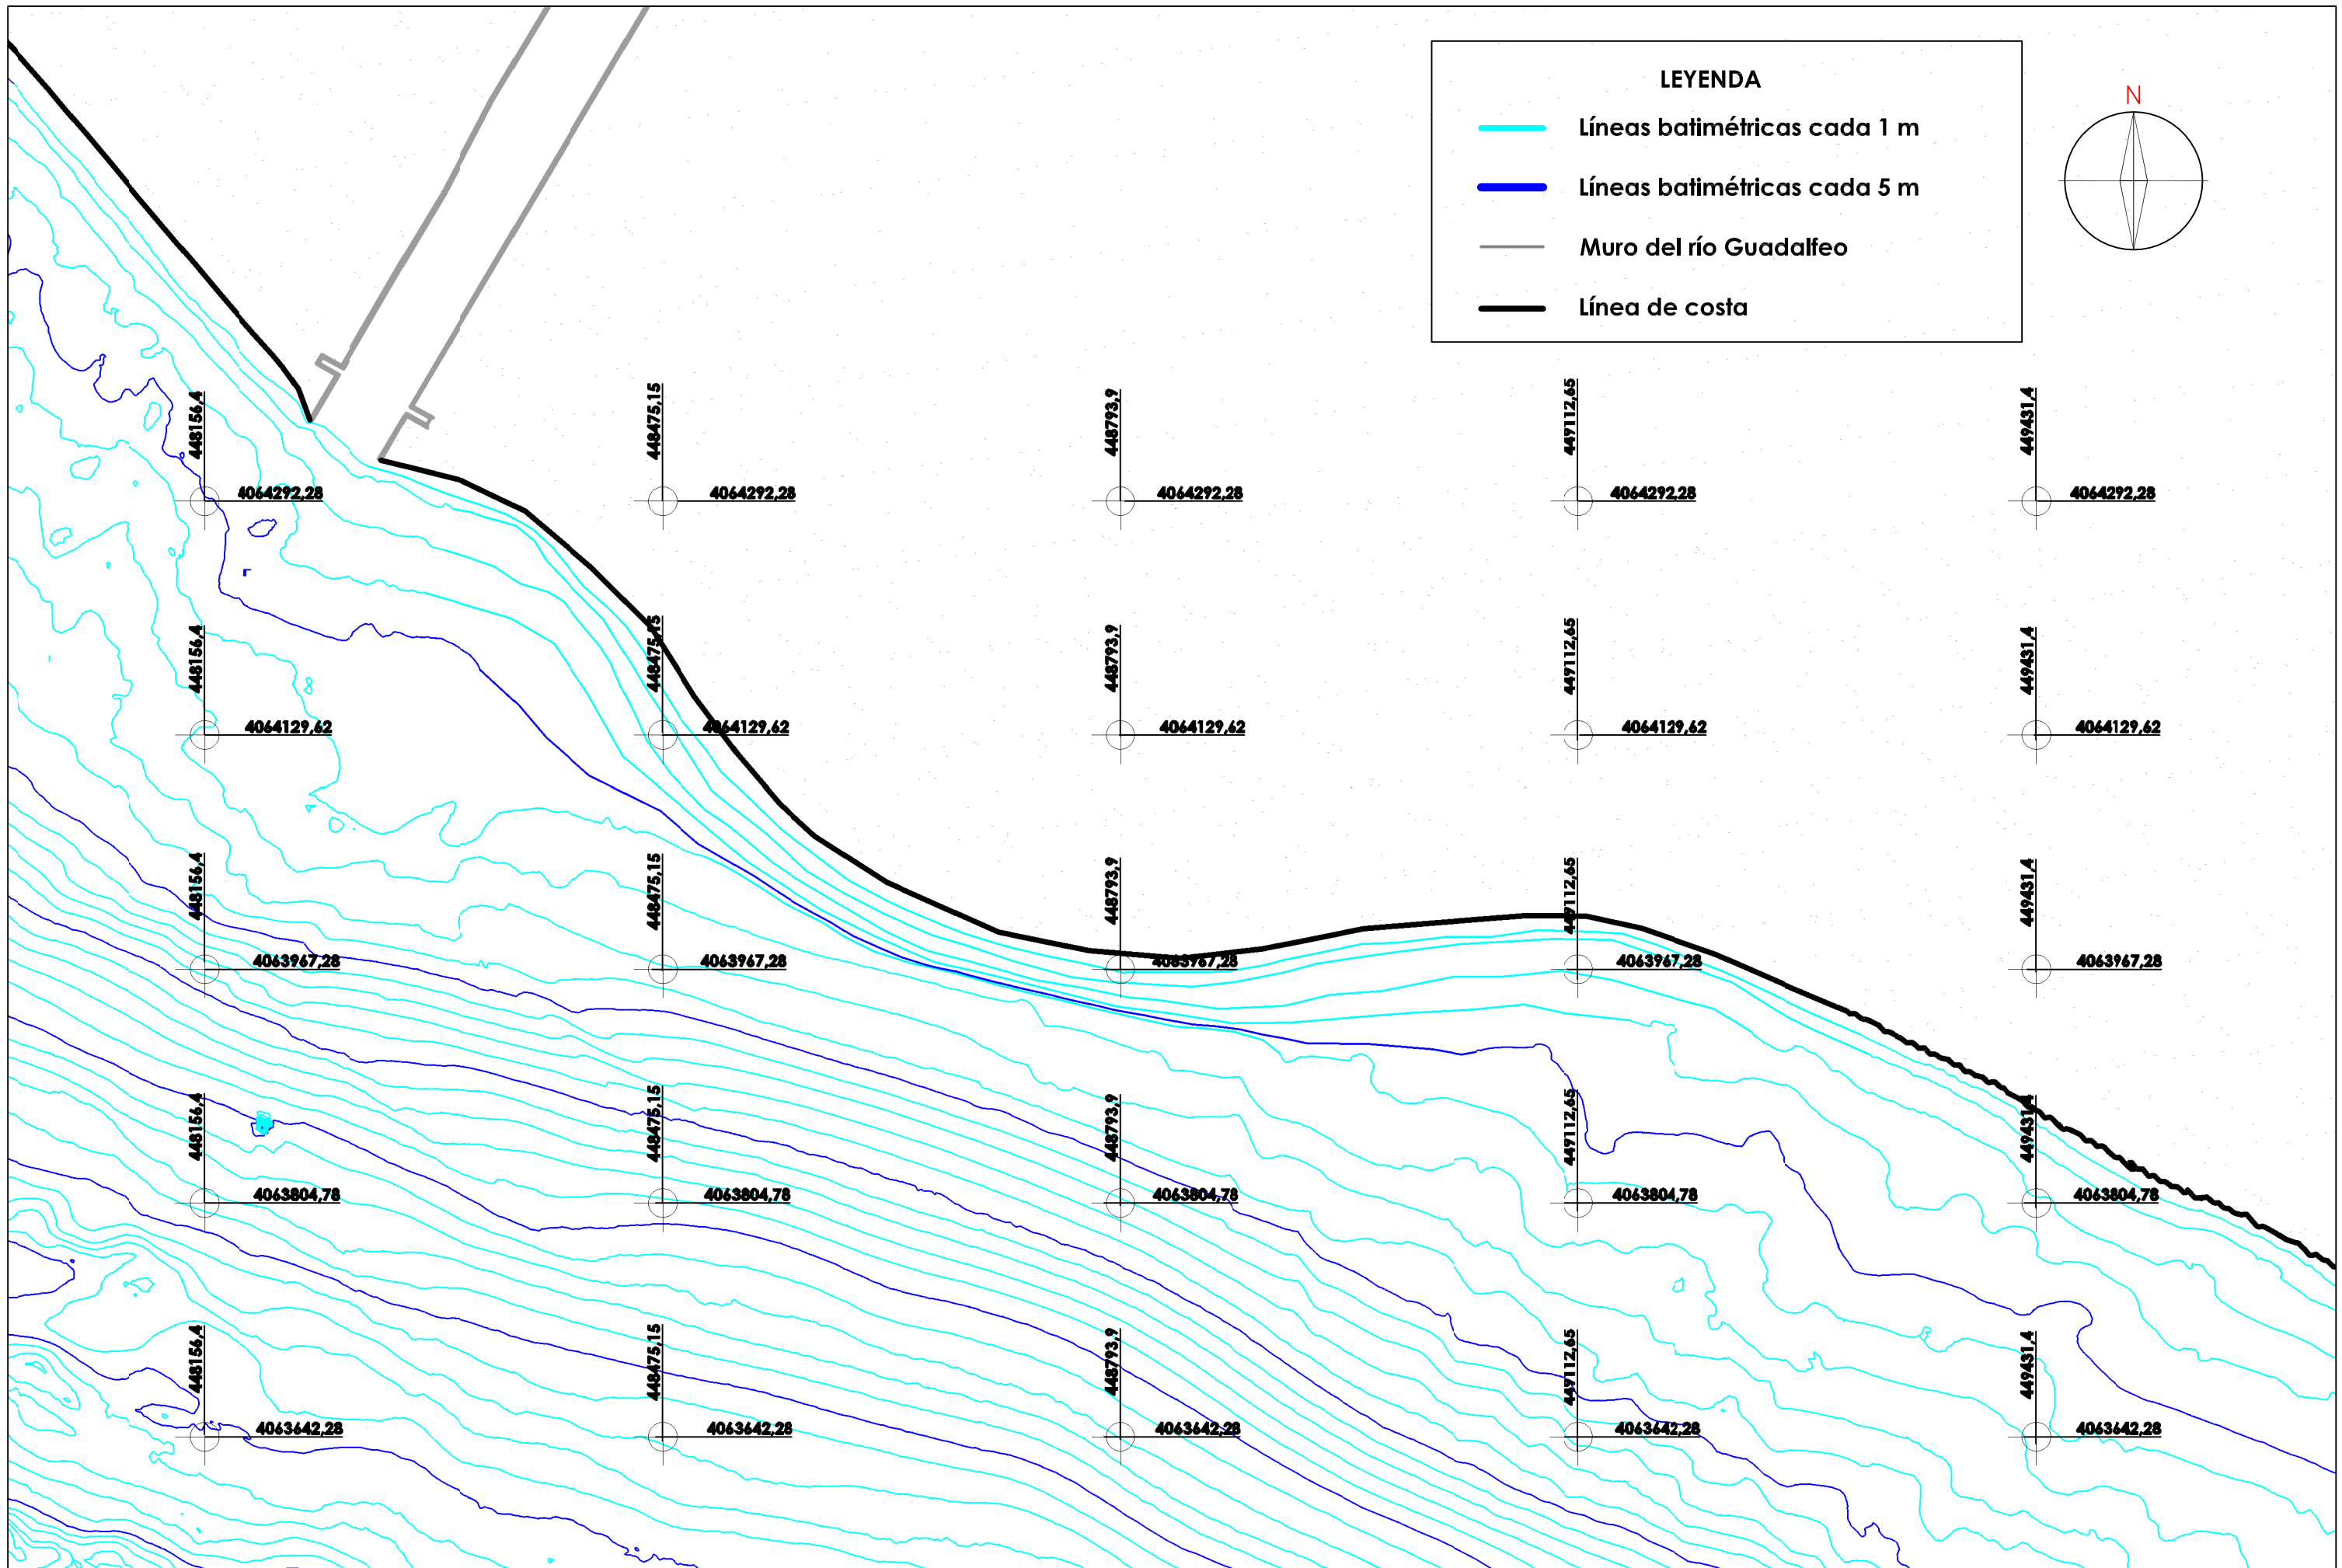 LEYENDA
N
Líneas batimétricas cada 1 m
Líneas batimétricas cada 5 m
Muro del río Guadalfeo
Línea de costa
448156,4 448475,15 448793,9 449112,65 449431,4
4064292,28 4064292,28 4064292,28 4064292,28 4064292,28
448156,4 448475,15 448793,9 449112,65 449431,4
4064129,62 4064129,62 4064129,62 4064129,62 4064129,62
448156,4 448475,15 448793,9 449112,65 449431,4
4063967,28 4063967,28 4063967,28 4063967,28 4063967,28
448156,4 448475,15 448793,9 449112,65 449431,4
4063804,78 4063804,78 4063804,78 4063804,78 4063804,78
448156,4 448475,15 448793,9 449112,65 449431,4
4063642,28 4063642,28 4063642,28 4063642,28 4063642,28